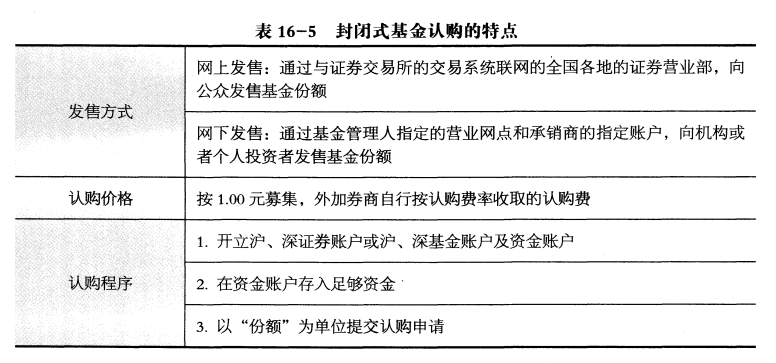 表 16-5 封闭式基金认购的特点
发售方式
网上发售：通过与证券交易所的交易系统联网的全国各地的证券营业部，向
公众发售基金份额
网下发售：通过基金管理人指定的营业网点和承销商的指定账户，向机构或
者个人投资者发售基金份额
认购价格
按 1.00 元募集，外加券商自行按认购费率收取的认购费
认购程序
1. 开立沪、深证券账户或沪、深基金账户及资金账户
2. 在资金账户存入足够资金
3. 以“份额”为单位提交认购申请